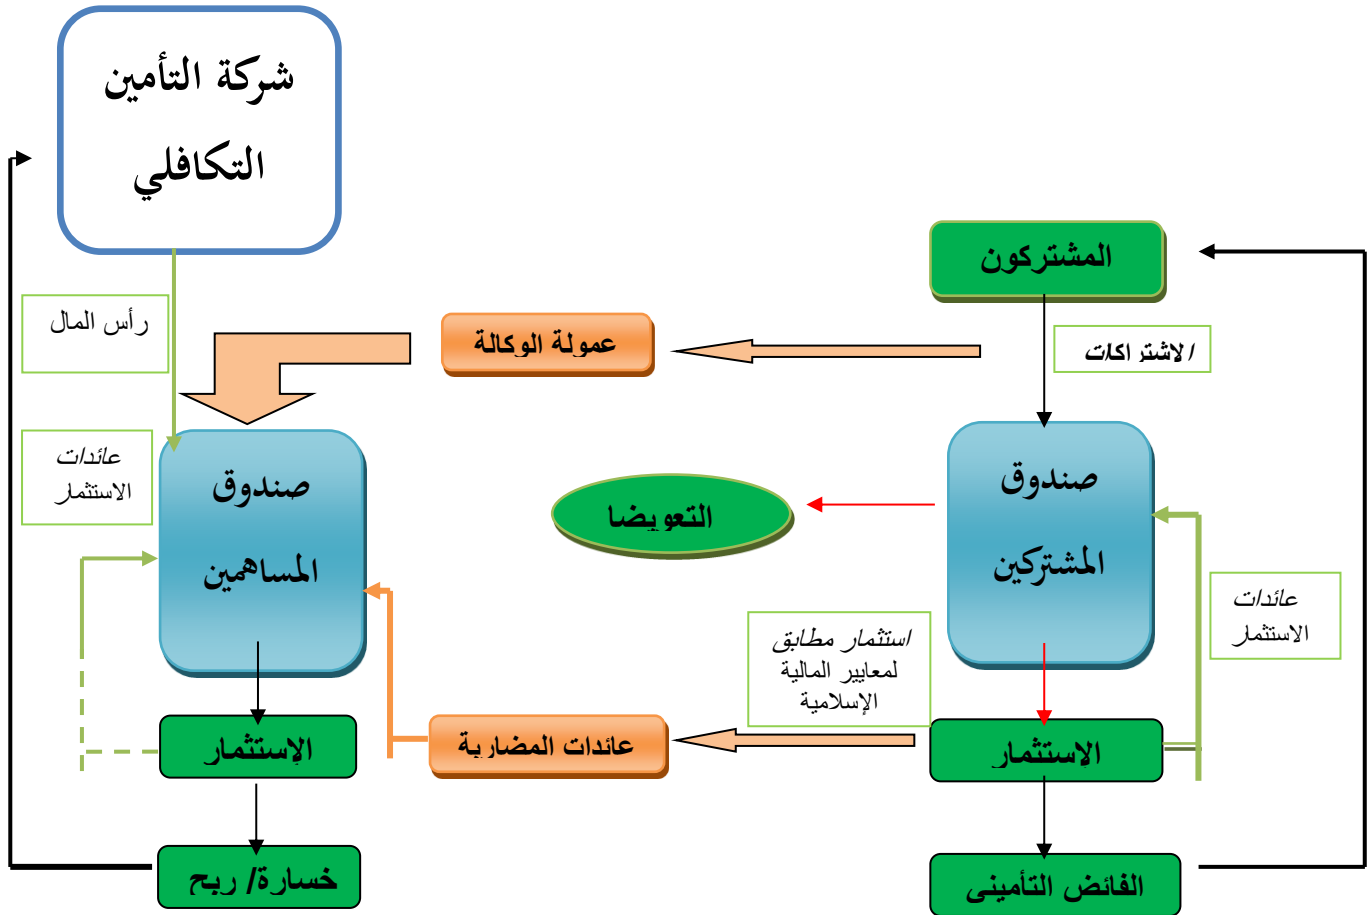 شركة التأمين
التكافلي
المشتركون
رأس المال
عمولة الوكالة
الاشتراكات
عائدات
الاستثمار
صندوق
المساهمين
التعويضا
صندوق
المشتركين
عائدات
الاستثمار
استثمار مطابق
لمعايير المالية
الإسلامية
الإستثمار
عائدات المضاربة
الاستثمار
خسارة/ ربح
الفائض التأميني